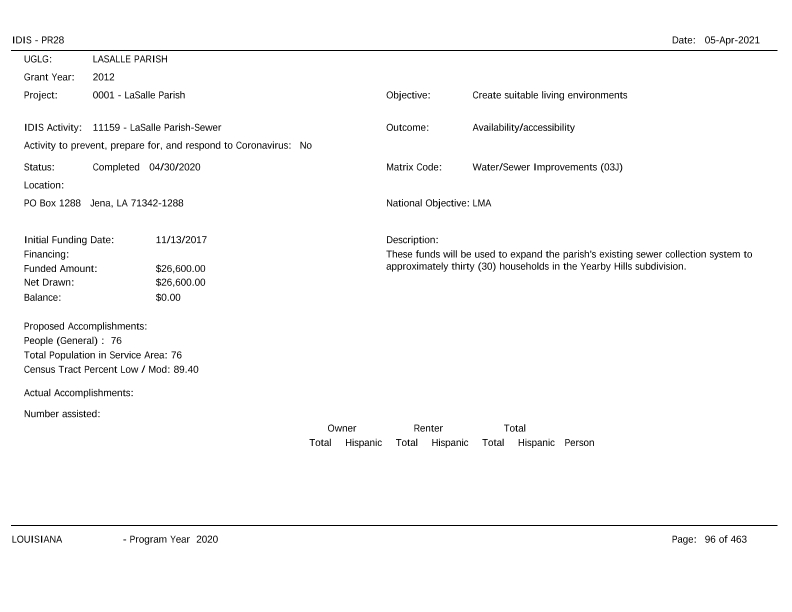 IDIS - PR28 Date: 05-Apr-2021
UGLG: LASALLE PARISH
Grant Year: 2012
Project: 0001 - LaSalle Parish Objective: Create suitable living environments
IDIS Activity: 11159 - LaSalle Parish-Sewer Outcome: Availability/accessibility
Activity to prevent, prepare for, and respond to Coronavirus: No
Status: Completed 04/30/2020 Matrix Code: Water/Sewer Improvements (03J)
Location:
PO Box 1288 Jena, LA 71342-1288 National Objective: LMA
Initial Funding Date: 11/13/2017 Description:
Financing: These funds will be used to expand the parish's existing sewer collection system to
Funded Amount: $26,600.00 approximately thirty (30) households in the Yearby Hills subdivision.
Net Drawn: $26,600.00
Balance: $0.00
Proposed Accomplishments:
People (General) : 76
Total Population in Service Area: 76
Census Tract Percent Low / Mod: 89.40
Actual Accomplishments:
Number assisted:
Owner Renter Total
Total Hispanic Total Hispanic Total Hispanic Person
LOUISIANA - Program Year 2020 Page: 96 of 463